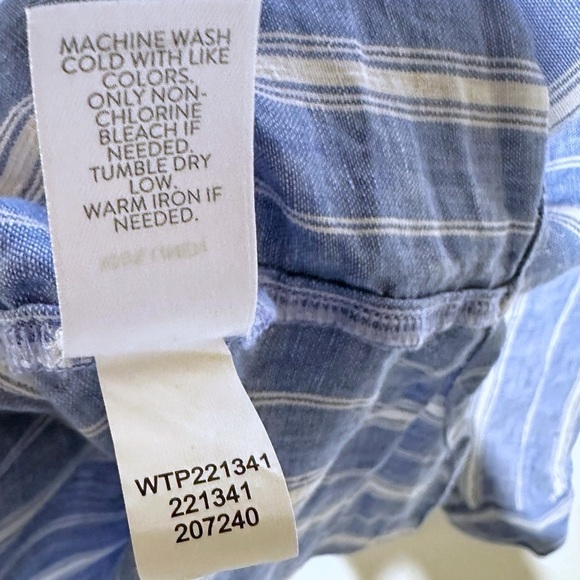 MACHINE WASH
COLD WITH LIKE
COLORS.
ONLY NON-
CHLORINE
BLEACH IF
NEEDED.
TUMBLE DRY
LOW.
WARM IRON IF
NEEDED.
WTP221341
221341
207240